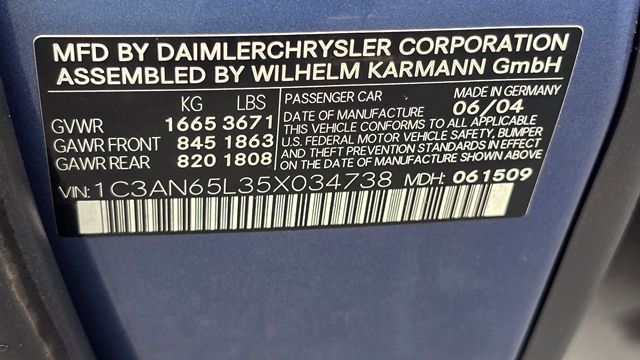 MFD BY DAIMLERCHRYSLER CORPORATION
ASSEMBLED BY WILHELM KARMANN GmbH
KG LBS
GVWR 1665 3671
GAWR FRONT 845 1863
GAWR REAR 820 1808
PASSENGER CAR MADE IN GERMANY
DATE OF MANUFACTURE 06/04
THIS VEHICLE CONFORMS TO ALL APPLICABLE
U.S. FEDERAL MOTOR VEHICLE SAFETY, BUMPER
AND THEFT PREVENTION STANDARDS IN EFFECT
ON THE DATE OF MANUFACTURE SHOWN ABOVE.
VIN: 1C3AN65L35X034738 MDH: 061509